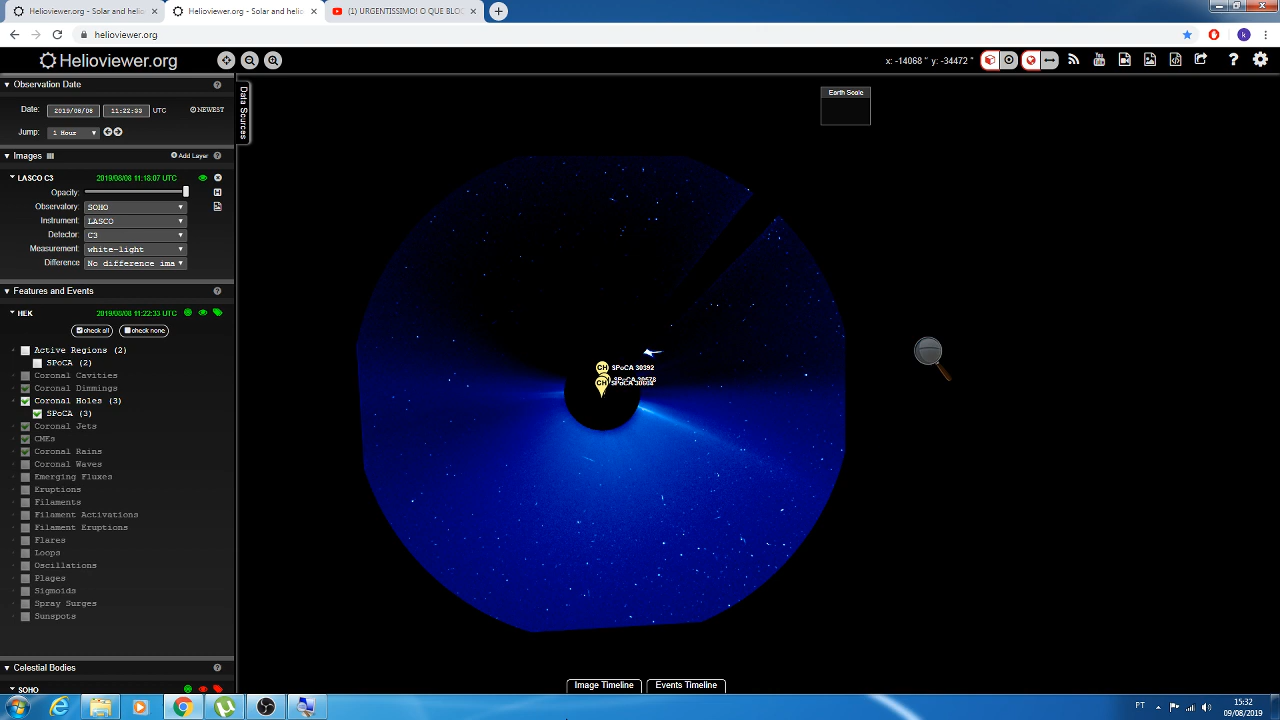 Helioviewer.org - Solar and helio
Helioviewer.org - Solar and helio
(1) URGENTISSIMO! O QUE BLOC
helioviewer.org
k
Helioviewer.org
x: -14068 " y: -34472 "
You
Tube
?
Observation Date
Date: 2019/08/08 11:22:33 UTC NEWEST
Jump: 1 Hour
Images
Add Layer
LASCO C3 2019/08/08 11:18:07 UTC
Opacity:
Observatory: SOHO
Instrument: LASCO
Detector: C3
Measurement: white-light
Difference No difference ima
Features and Events
HEK 2019/08/08 11:22:33 UTC
check all check none
Active Regions (2)
SPoCA (2)
Coronal Cavities
Coronal Dimmings
Coronal Holes (3)
SPoCA (3)
Coronal Jets
CMEs
Coronal Rains
Coronal Waves
Emerging Fluxes
Eruptions
Filaments
Filament Activations
Filament Eruptions
Flares
Loops
Oscillations
Plages
Sigmoids
Spray Surges
Sunspots
Celestial Bodies
SOHO
Data Sources
Earth Scale
CH SPoCA 30392
CH
Image Timeline
Events Timeline
PT
15:32
09/08/2019